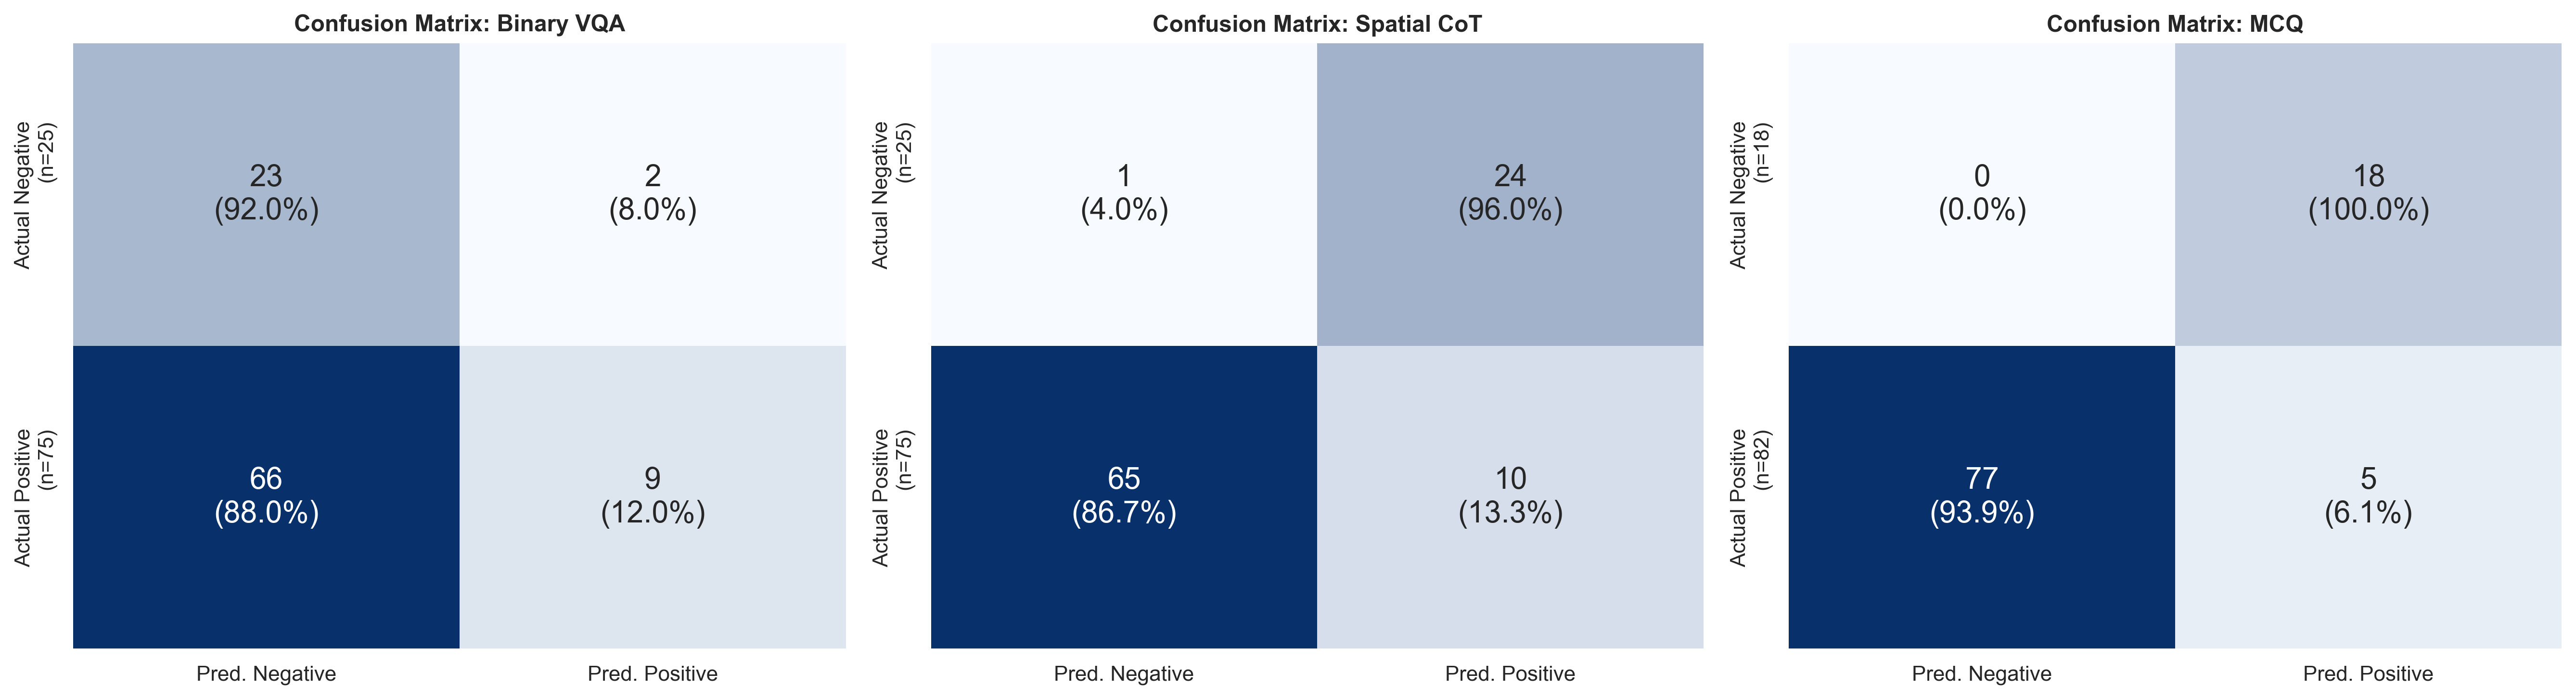 Confusion Matrix: Binary VQA
Actual Negative
(n=25)
23
(92.0%)
2
(8.0%)
Actual Positive
(n=75)
66
(88.0%)
9
(12.0%)
Pred. Negative
Pred. Positive
Confusion Matrix: Spatial CoT
Actual Negative
(n=25)
1
(4.0%)
24
(96.0%)
Actual Positive
(n=75)
65
(86.7%)
10
(13.3%)
Pred. Negative
Pred. Positive
Confusion Matrix: MCQ
Actual Negative
(n=18)
0
(0.0%)
18
(100.0%)
Actual Positive
(n=82)
77
(93.9%)
5
(6.1%)
Pred. Negative
Pred. Positive